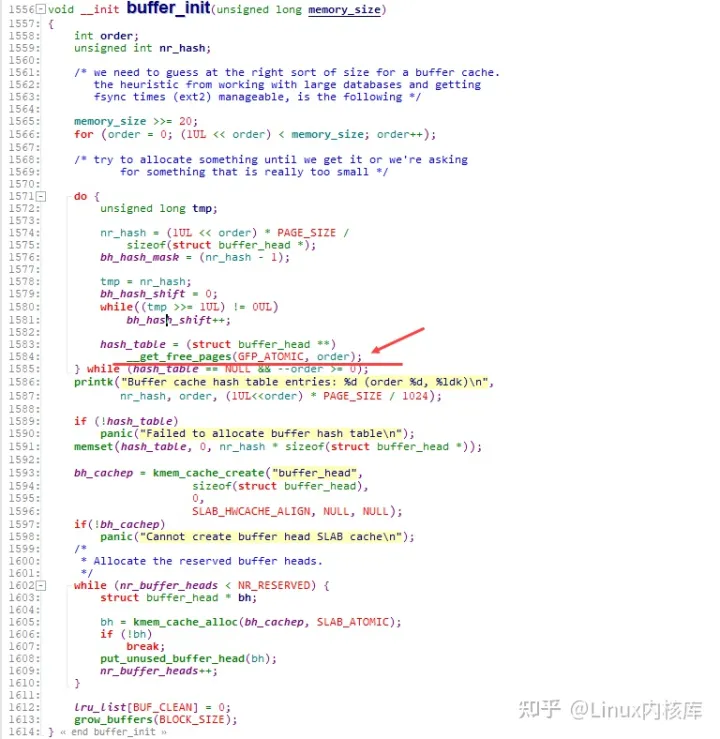 1556: void __init buffer_init(unsigned long memory_size)
1557: {
1558: int order;
1559: unsigned int nr_hash;
1560:
1561: /* we need to guess at the right sort of size for a buffer cache.
1562: the heuristic from working with large databases and getting
1563: fsync times (ext2) manageable, is the following */
1564:
1565: memory_size >>= 20;
1566: for (order = 0; (1UL << order) < memory_size; order++);
1567:
1568: /* try to allocate something until we get it or we're asking
1569: for something that is really too small */
1570:
1571: do {
1572: unsigned long tmp;
1573:
1574: nr_hash = (1UL << order) * PAGE_SIZE /
1575: sizeof(struct buffer_head *);
1576: bh_hash_mask = (nr_hash - 1);
1577:
1578: tmp = nr_hash;
1579: bh_hash_shift = 0;
1580: while((tmp >>= 1UL) != 0UL)
1581: bh_hash_shift++;
1582:
1583: hash_table = (struct buffer_head **)
1584: __get_free_pages(GFP_ATOMIC, order);
1585: } while (hash_table == NULL && --order >= 0);
1586: printk("Buffer cache hash table entries: %d (order %d, %ldk)\n",
1587: nr_hash, order, (1UL<<order) * PAGE_SIZE / 1024);
1588:
1589: if (!hash_table)
1590: panic("Failed to allocate buffer hash table\n");
1591: memset(hash_table, 0, nr_hash * sizeof(struct buffer_head *));
1592:
1593: bh_cachep = kmem_cache_create("buffer_head",
1594: sizeof(struct buffer_head),
1595: 0,
1596: SLAB_HWCACHE_ALIGN, NULL, NULL);
1597: if(!bh_cachep)
1598: panic("Cannot create buffer head SLAB cache\n");
1599: /*
1600: * Allocate the reserved buffer heads.
1601: */
1602: while (nr_buffer_heads < NR_RESERVED) {
1603: struct buffer_head * bh;
1604:
1605: bh = kmem_cache_alloc(bh_cachep, SLAB_ATOMIC);
1606: if (!bh)
1607: break;
1608: put_unused_buffer_head(bh);
1609: nr_buffer_heads++;
1610: }
1611:
1612: lru_list[BUF_CLEAN] = 0;
1613: grow_buffers(BLOCK_SIZE);
1614: } « end buffer_init »
知乎 @Linux内核库